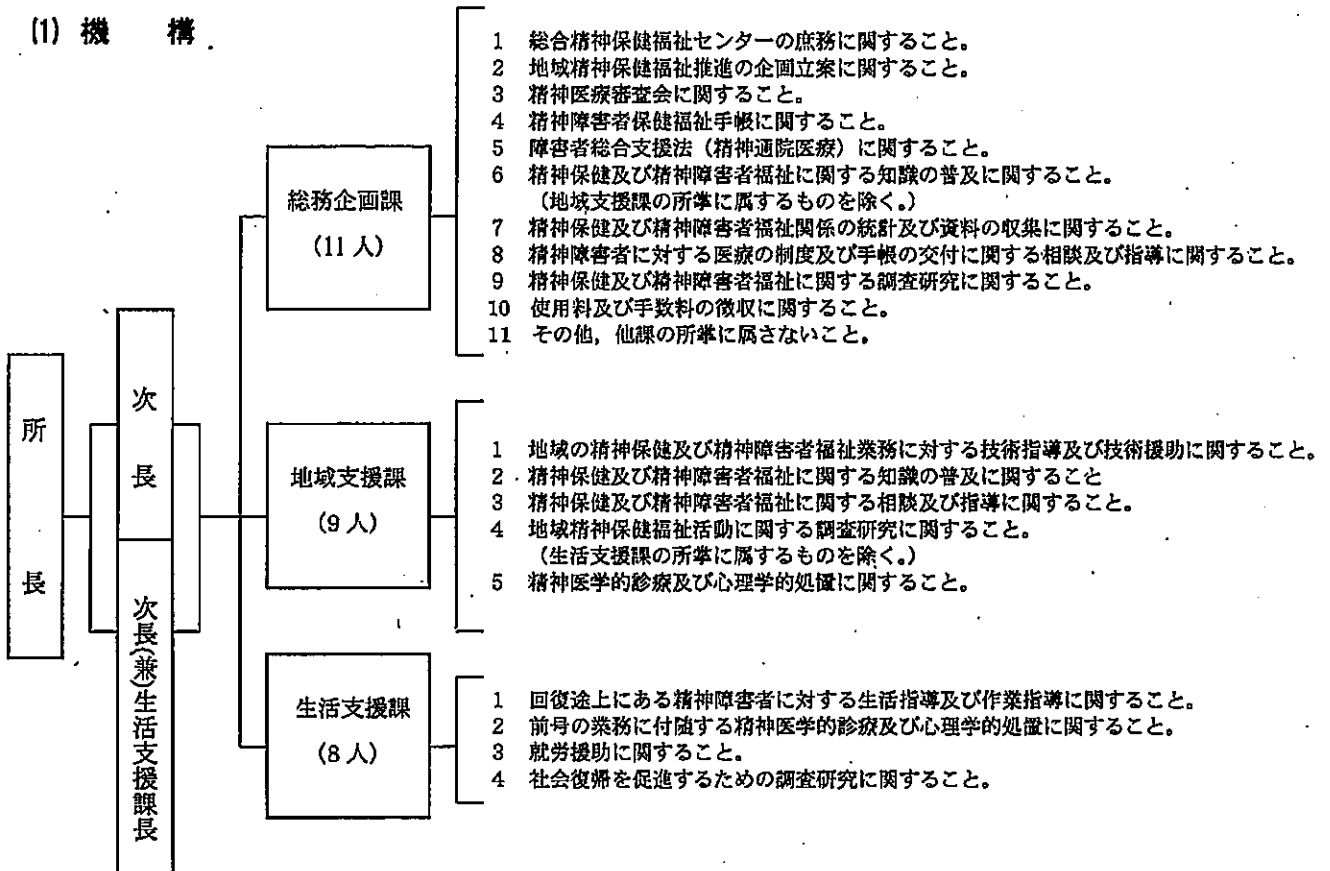 (1) 機　構
所長
次長
次長(兼)生活支援課長
総務企画課
(11人)
1 総合精神保健福祉センターの庶務に関すること。
2 地域精神保健福祉推進の企画立案に関すること。
3 精神医療審査会に関すること。
4 精神障害者保健福祉手帳に関すること。
5 障害者総合支援法（精神通院医療）に関すること。
6 精神保健及び精神障害者福祉に関する知識の普及に関すること。
（地域支援課の所掌に属するものを除く。）
7 精神保健及び精神障害者福祉関係の統計及び資料の収集に関すること。
8 精神障害者に対する医療の制度及び手帳の交付に関する相談及び指導に関すること。
9 精神保健及び精神障害者福祉に関する調査研究に関すること。
10 使用料及び手数料の徴収に関すること。
11 その他，他課の所掌に属さないこと。
地域支援課
(9人)
1 地域の精神保健及び精神障害者福祉業務に対する技術指導及び技術援助に関すること。
2 精神保健及び精神障害者福祉に関する知識の普及に関すること
3 精神保健及び精神障害者福祉に関する相談及び指導に関すること。
4 地域精神保健福祉活動に関する調査研究に関すること。
（生活支援課の所掌に属するものを除く。）
5 精神医学的診療及び心理学的処置に関すること。
生活支援課
(8人)
1 回復途上にある精神障害者に対する生活指導及び作業指導に関すること。
2 前号の業務に付随する精神医学的診療及び心理学的処置に関すること。
3 就労援助に関すること。
4 社会復帰を促進するための調査研究に関すること。